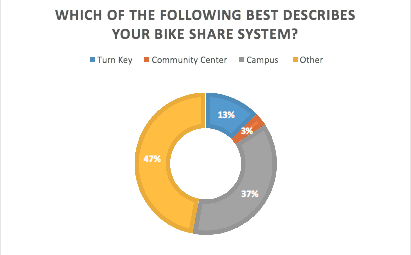 WHICH OF THE FOLLOWING BEST DESCRIBES
YOUR BIKE SHARE SYSTEM?
Turn Key Community Center Campus Other
13%
3%
47%
37%